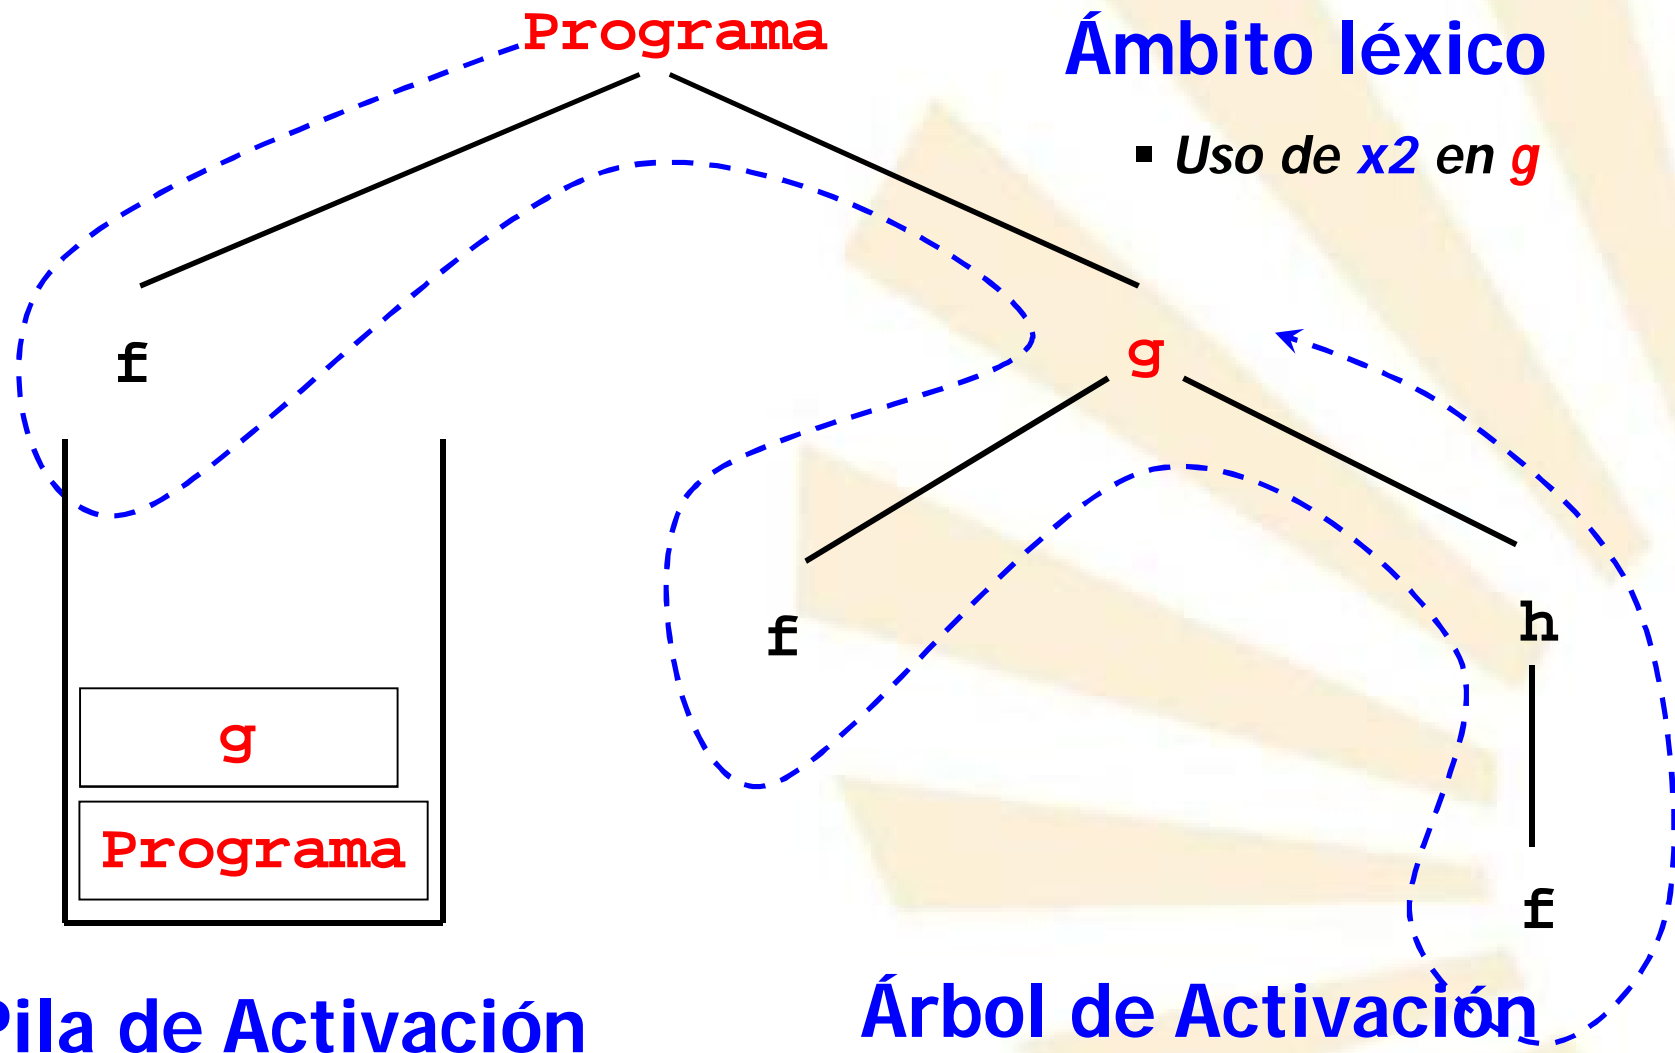 Programa
Ámbito léxico
▪ Uso de x2 en g
f
g
f
h
g
Programa
f
Pila de Activación
Árbol de Activación